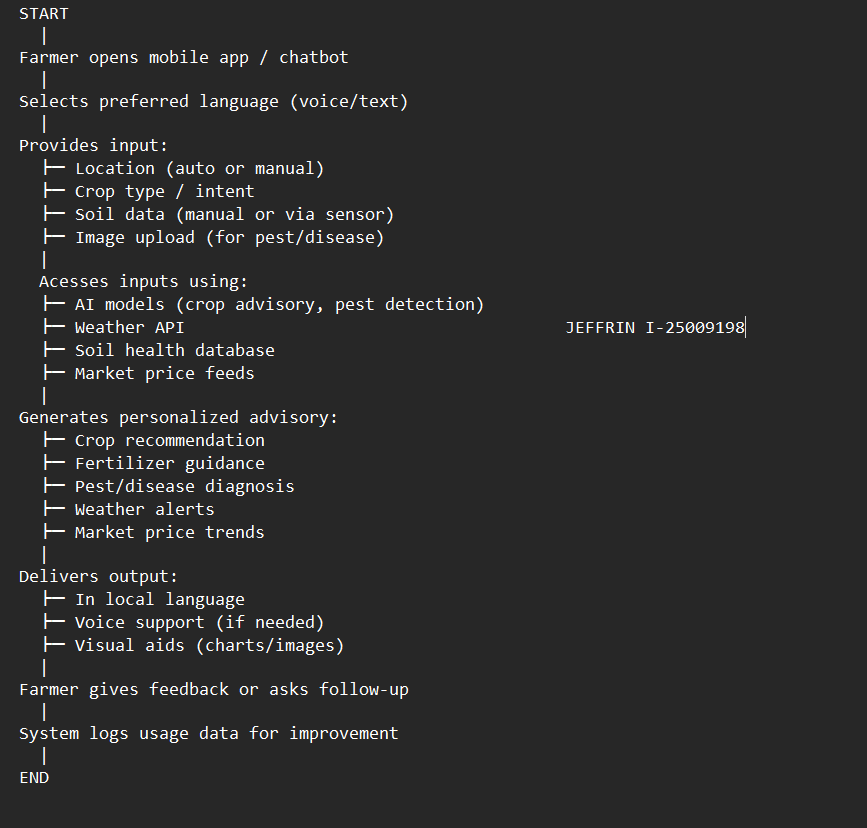 START
|
Farmer opens mobile app / chatbot
|
Selects preferred language (voice/text)
|
Provides input:
├─ Location (auto or manual)
├─ Crop type / intent
├─ Soil data (manual or via sensor)
├─ Image upload (for pest/disease)
|
Acesses inputs using:
├─ AI models (crop advisory, pest detection)
├─ Weather API JEFFRIN I-25009198
├─ Soil health database
├─ Market price feeds
|
Generates personalized advisory:
├─ Crop recommendation
├─ Fertilizer guidance
├─ Pest/disease diagnosis
├─ Weather alerts
├─ Market price trends
|
Delivers output:
├─ In local language
├─ Voice support (if needed)
├─ Visual aids (charts/images)
|
Farmer gives feedback or asks follow-up
|
System logs usage data for improvement
|
END